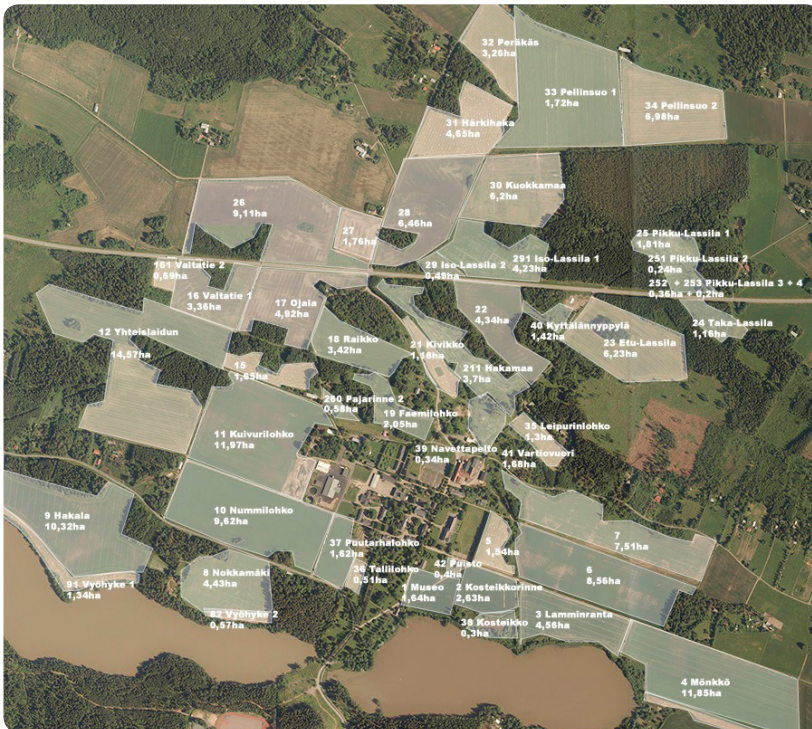 32 Peräkäs
3,26ha
33 Pellinsuo 1
1,72ha
34 Pellinsuo 2
6,98ha
31 Härkihaka
4,65ha
30 Kuokkamaa
6,2ha
26
9,11ha
27
1,76ha
28
6,46ha
25 Pikku-Lassila 1
1,81ha
251 Pikku-Lassila 2
0,24ha
252 + 253 Pikku-Lassila 3 + 4
0,36ha + 0,2ha
29 Iso-Lassila 2
0,49ha
291 Iso-Lassila 1
4,23ha
161 Valtatie 2
0,69ha
16 Valtatie 1
3,36ha
17 Ojala
4,92ha
22
4,34ha
40 Kyttälännyppylä
1,42ha
24 Taka-Lassila
1,16ha
23 Etu-Lassila
6,23ha
12 Yhteislaidun
14,57ha
18 Raikko
3,42ha
21 Kivikko
1,18ha
15
1,65ha
211 Hakamaa
3,7ha
260 Pajarinne 2
0,58ha
19 Faemilohko
2,05ha
35 Leipurinlohko
1,3ha
11 Kuivurilohko
11,97ha
39 Navettapelto
0,34ha
41 Vartiovuori
1,68ha
9 Hakala
10,32ha
10 Nummilohko
9,62ha
7
7,51ha
5
1,54ha
6
8,56ha
37 Puutarhalohko
1,62ha
36 Tallilohko
0,51ha
42 Puisto
0,4ha
8 Nokkamäki
4,43ha
91 Vyöhyke 1
1,34ha
1 Museo
1,64ha
2 Kosteikkorinne
2,63ha
82 Vyöhyke 2
0,57ha
38 Kosteikko
0,3ha
3 Lamminranta
4,56ha
4 Mönkkö
11,85ha